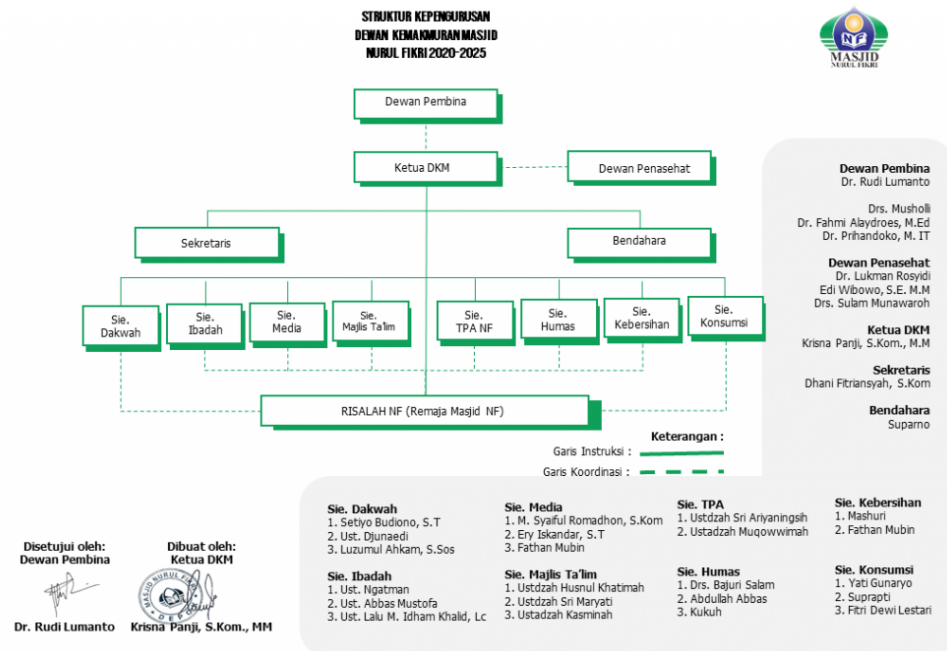 STRUKTUR KEPENGURUSAN
DEWAN KEMAKMURAN MASJID
NURUL FIKRI 2020-2025
NF
MASJID
NURUL FIKRI
Dewan Pembina
Ketua DKM
Dewan Penasehat
Sekretaris
Bendahara
Sie.
Dakwah
Sie.
Ibadah
Sie.
Media
Sie.
Majlis Ta'lim
Sie.
TPA NF
Sie.
Humas
Sie.
Kebersihan
Sie.
Konsumsi
RISALAH NF (Remaja Masjid NF)
Keterangan :
Garis Instruksi :
Garis Koordinasi :
Dewan Pembina
Dr. Rudi Lumanto
Drs. Musholli
Dr. Fahmi Alaydroes, M.Ed
Dr. Prihandoko, M. IT
Dewan Penasehat
Dr. Lukman Rosyidi
Edi Wibowo, S.E. M.M
Drs. Sulam Munawaroh
Ketua DKM
Krisna Panji, S.Kom., M.M
Sekretaris
Dhani Fitriansyah, S.Kom
Bendahara
Suparno
Sie. Dakwah
1. Setiyo Budiono, S.T
2. Ust. Djunaedi
3. Luzumul Ahkam, S.Sos
Sie. Ibadah
1. Ust. Ngatman
2. Ust. Abbas Mustofa
3. Ust. Lalu M. Idham Khalid, Lc
Sie. Media
1. M. Syaiful Romadhon, S.Kom
2. Ery Iskandar, S.T
3. Fathan Mubin
Sie. Majlis Ta'lim
1. Ustdzah Husnul Khatimah
2. Ustdzah Sri Maryati
3. Ustadzah Kasminah
Sie. TPA
1. Ustdzah Sri Ariyaningsih
2. Ustadzah Muqowwimah
Sie. Humas
1. Drs. Bajuri Salam
2. Abdullah Abbas
3. Kukuh
Sie. Kebersihan
1. Mashuri
2. Fathan Mubin
Sie. Konsumsi
1. Yati Gunaryo
2. Suprapti
3. Fitri Dewi Lestari
Disetujui oleh:
Dewan Pembina
Dr. Rudi Lumanto
Dibuat oleh:
Ketua DKM
MASJID NURUL FIKRI
DEPOK
Krisna Panji, S.Kom., MM